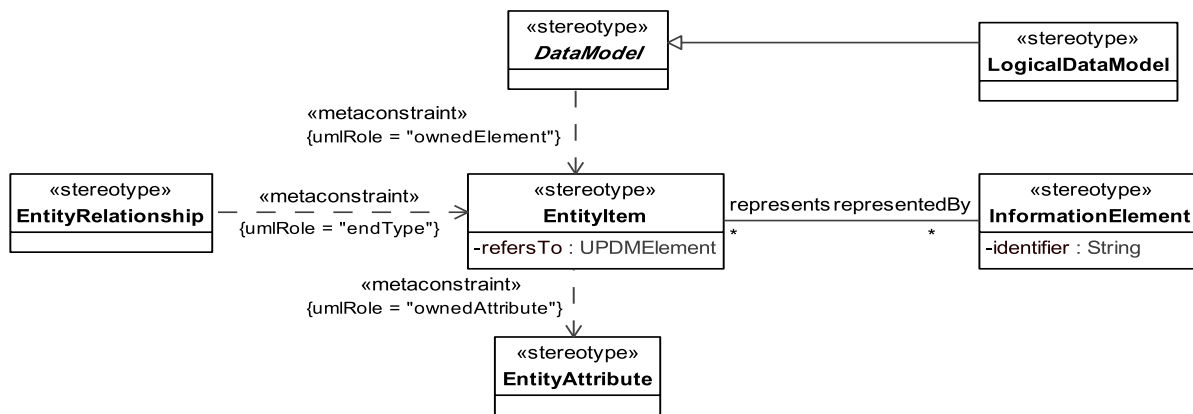 «stereotype»
DataModel
«stereotype»
LogicalDataModel
«metaconstraint»
{umlRole = "ownedElement"}
«stereotype»
EntityRelationship
«metaconstraint»
{umlRole = "endType"}
«stereotype»
EntityItem
-refersTo : UPDMElement
represents representedBy
* *
«stereotype»
InformationElement
-identifier : String
«metaconstraint»
{umlRole = "ownedAttribute"}
«stereotype»
EntityAttribute